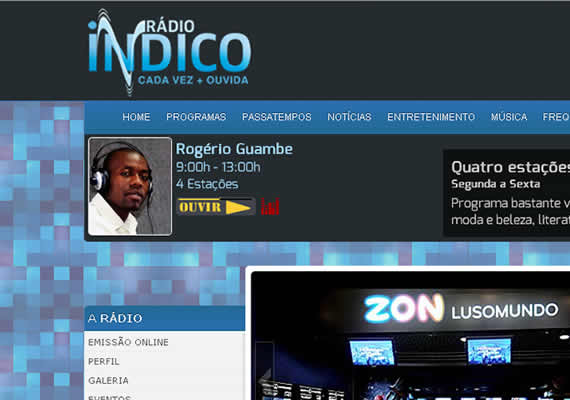 RÁDIO
iNDICO
CADA VEZ + OUVIDA
HOME PROGRAMAS PASSATEMPOS NOTÍCIAS ENTRETENIMENTO MÚSICA FREQ
Rogério Guambe
9:00h - 13:00h
4 Estações
OUVIR
Quatro estações
Segunda a Sexta
Programa bastante v
moda e beleza, literat
A RÁDIO
EMISSÃO ONLINE
PERFIL
GALERIA
EVENTOS
ZON LUSOMUNDO